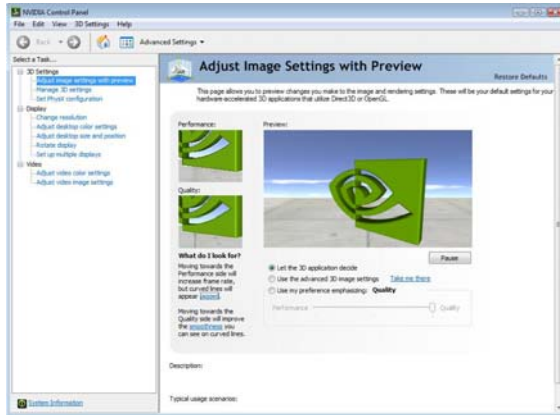 NVIDIA Control Panel
File Edit View 3D Settings Help
Back
Advanced Settings
Select a Task...
3D Settings
Adjust image settings with preview
Manage 3D settings
Set PhysX configuration
Display
Change resolution
Adjust desktop color settings
Adjust desktop size and position
Rotate display
Set up multiple displays
Video
Adjust video color settings
Adjust video image settings
System Information
Adjust Image Settings with Preview
Restore Defaults
This page allows you to preview changes you make to the image and rendering settings. These will be your default settings for your
hardware-accelerated 3D applications that utilize Direct3D or OpenGL.
Performance:
Preview:
Quality:
Pause
What do I look for?
Moving towards the
Performance side will
increase frame rate,
but curved lines will
appear jagged.
Moving towards the
Quality side will improve
the smoothness you
can see on curved lines.
Let the 3D application decide
Use the advanced 3D image settings Take me there
Use my preference emphasizing: Quality
Performance Quality
Description:
Typical usage scenarios: